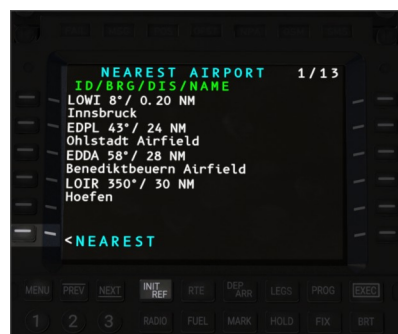 NEAREST AIRPORT 1/13
ID/BRG/DIS/NAME
LOWI 8°/ 0.20 NM
Innsbruck
EDPL 43°/ 24 NM
Ohlstadt Airfield
EDDA 58°/ 28 NM
Benediktbeuern Airfield
LOIR 350°/ 30 NM
Hoefen
<NEAREST
MENU PREV NEXT INIT REF RTE DEP ARR LEGS PROG HOLD EXEC
1 2 3 RADIO FUEL MARK HOLD FIX BRT